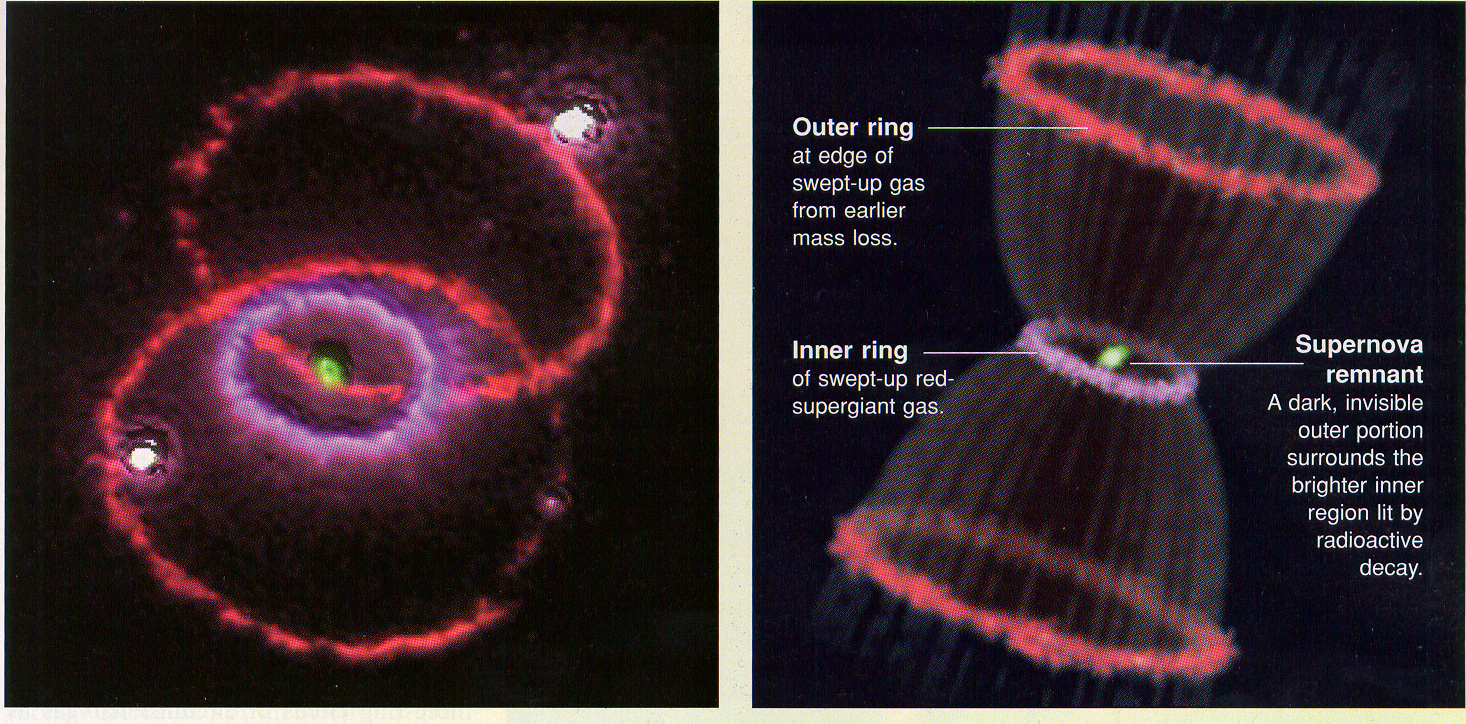 Outer ring
at edge of
swept-up gas
from earlier
mass loss.
Inner ring
of swept-up red-
supergiant gas.
Supernova
remnant
A dark, invisible
outer portion
surrounds the
brighter inner
region lit by
radioactive
decay.